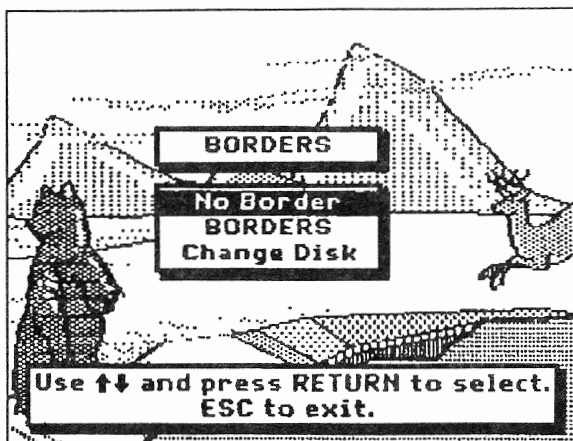 BORDERS
No Border
BORDERS
Change Disk
Use ↑↓ and press RETURN to select.
ESC to exit.